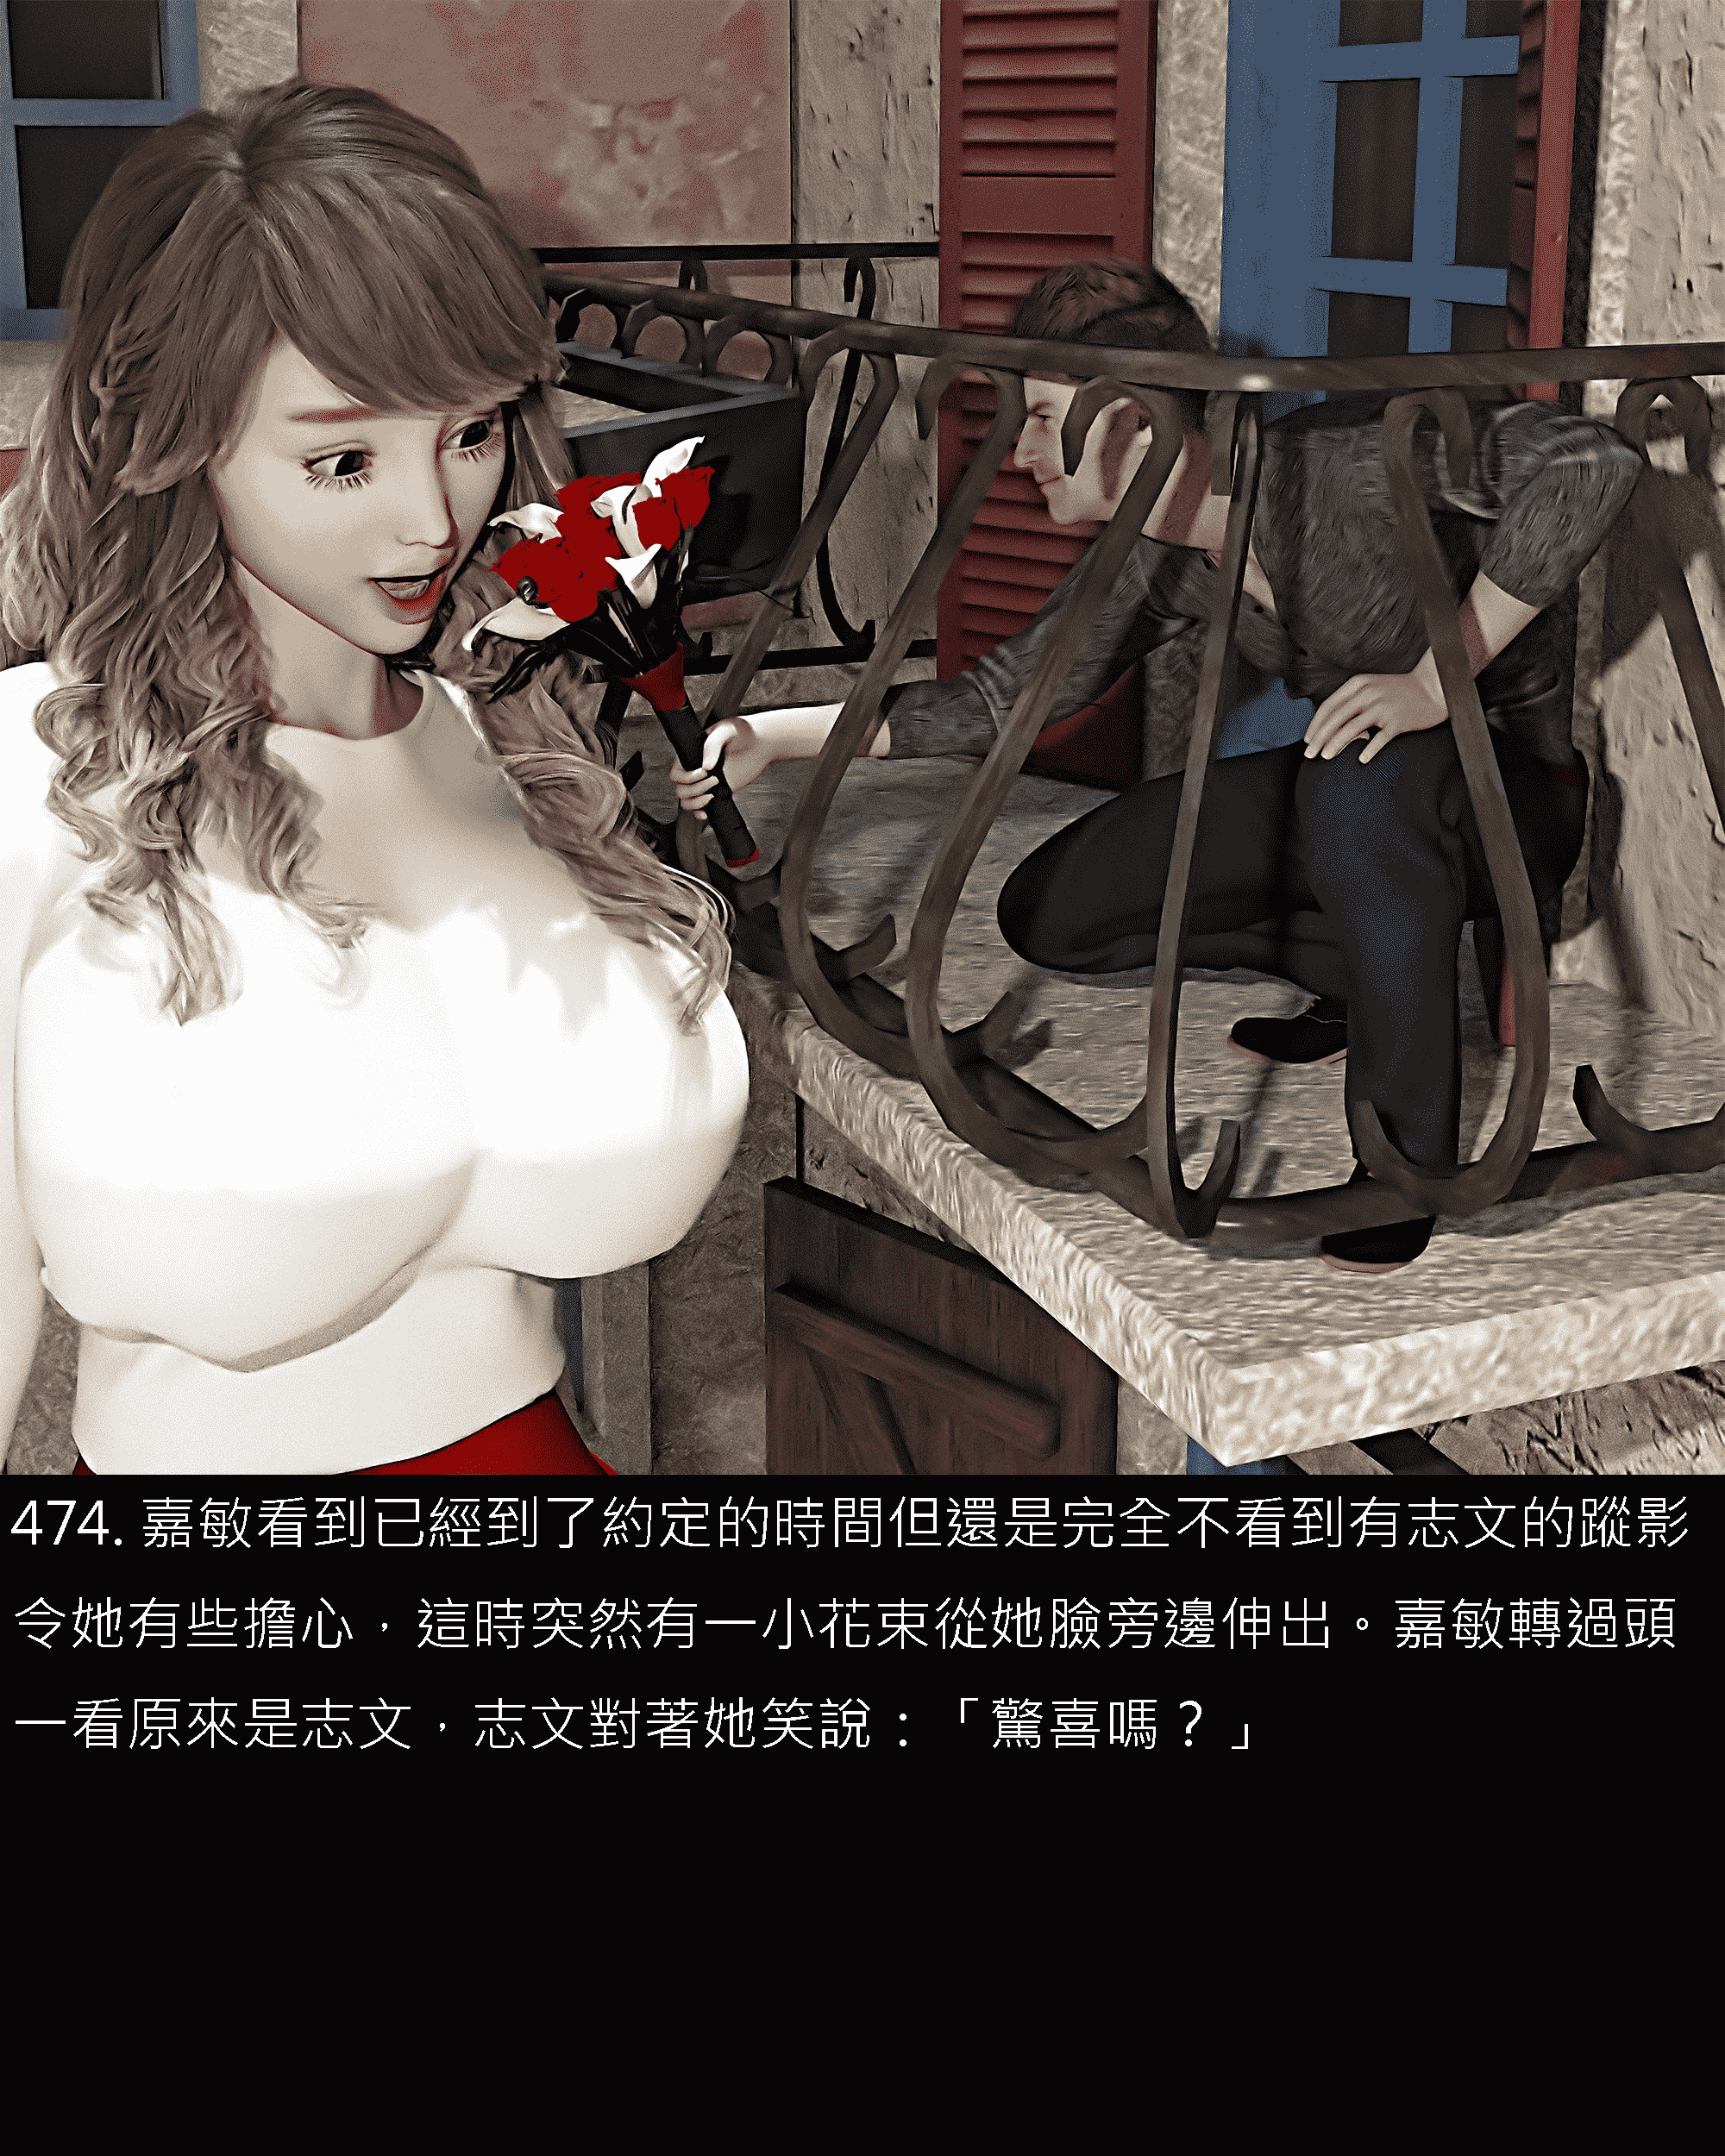 474. 嘉敏看到已經到了約定的時間但還是完全不看到有志文的蹤影
令她有些擔心，這時突然有一小花束從她臉旁邊伸出。嘉敏轉過頭
一看原來是志文，志文對著她笑說：「驚喜嗎？」